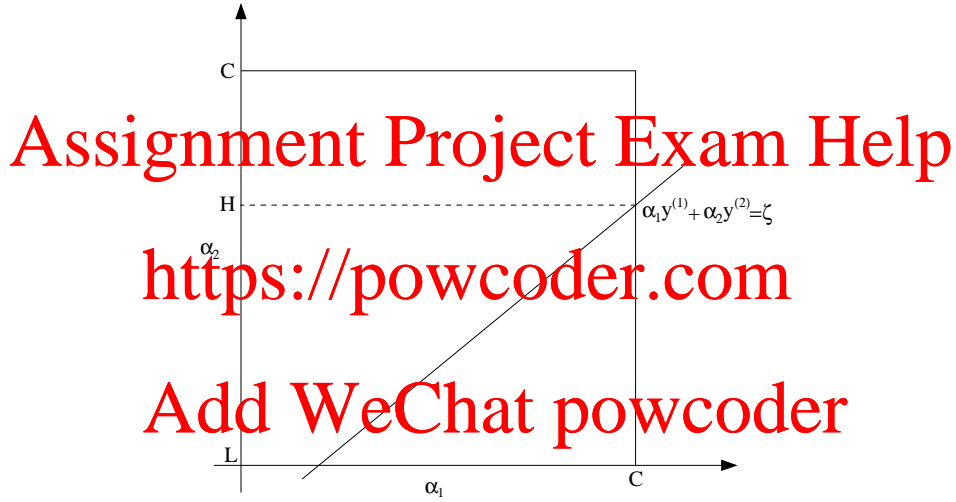 C
Assignment Project Exam Help
H
α₁y⁽¹⁾+α₂y⁽²⁾=ζ
α₂
https://powcoder.com
Add WeChat powcoder
L
C
α₁